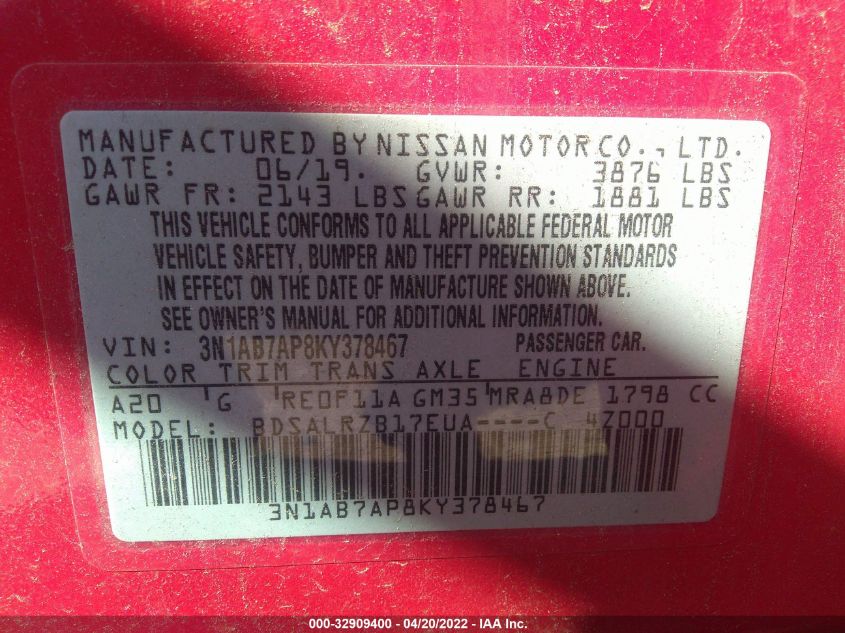 MANUFACTURED BY NISSAN MOTOR CO., LTD.
DATE: 06/19. GVWR: 3876 LBS
GAWR FR: 2143 LBS GAWR RR: 1881 LBS
THIS VEHICLE CONFORMS TO ALL APPLICABLE FEDERAL MOTOR
VEHICLE SAFETY, BUMPER AND THEFT PREVENTION STANDARDS
IN EFFECT ON THE DATE OF MANUFACTURE SHOWN ABOVE.
SEE OWNER'S MANUAL FOR ADDITIONAL INFORMATION.
VIN: 3N1AB7AP8KY378467 PASSENGER CAR.
COLOR TRIM TRANS AXLE ENGINE
A20 G RE0F11A GM35 MRA8DE 1798 CC
MODEL: BDSALRZB17EUA----C 4Z000
3N1AB7AP8KY378467
000-32909400 - 04/20/2022 - IAA Inc.